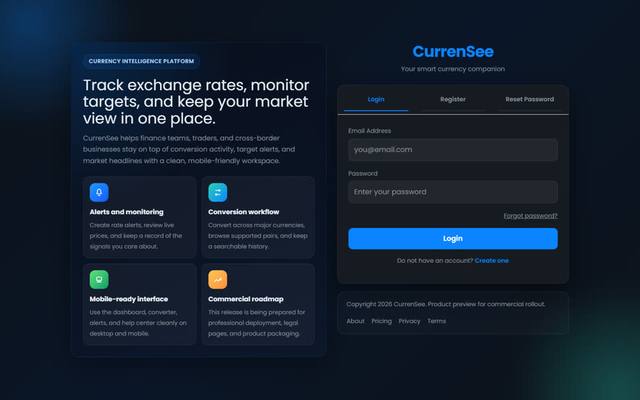 CURRENCY INTELLIGENCE PLATFORM
Track exchange rates, monitor
targets, and keep your market
view in one place.
CurrenSee helps finance teams, traders, and cross-border
businesses stay on top of conversion activity, target alerts, and
market headlines with a clean, mobile-friendly workspace.
Alerts and monitoring
Create rate alerts, review live
prices, and keep a record of the
signals you care about.
Conversion workflow
Convert across major currencies,
browse supported pairs, and keep
a searchable history.
Mobile-ready interface
Use the dashboard, converter,
alerts, and help center cleanly on
desktop and mobile.
Commercial roadmap
This release is being prepared for
professional deployment, legal
pages, and product packaging.
CurrenSee
Your smart currency companion
Login
Register
Reset Password
Email Address
you@email.com
Password
Enter your password
Forgot password?
Login
Do not have an account? Create one
Copyright 2026 CurrenSee. Product preview for commercial rollout.
About Pricing Privacy Terms